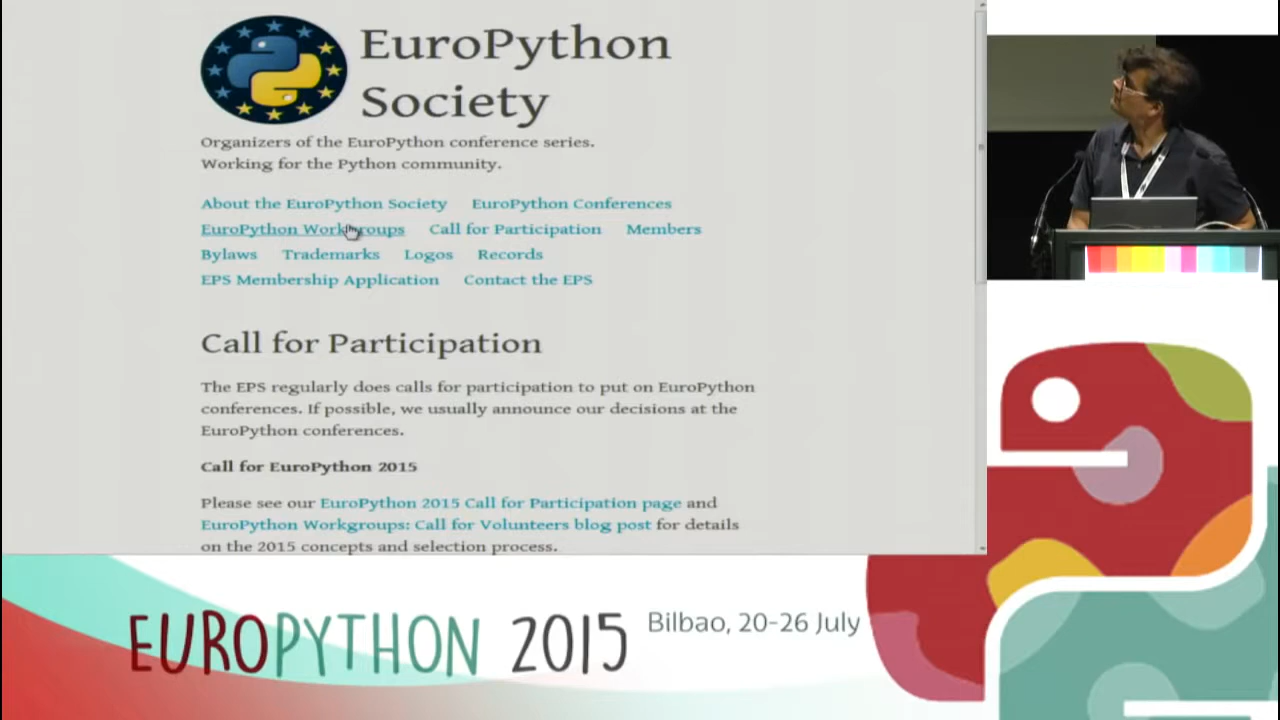 EuroPython
Society
Organizers of the EuroPython conference series.
Working for the Python community.
About the EuroPython Society EuroPython Conferences
EuroPython Workgroups Call for Participation Members
Bylaws Trademarks Logos Records
EPS Membership Application Contact the EPS
Call for Participation
The EPS regularly does calls for participation to put on EuroPython
conferences. If possible, we usually announce our decisions at the
EuroPython conferences.
Call for EuroPython 2015
Please see our EuroPython 2015 Call for Participation page and
EuroPython Workgroups: Call for Volunteers blog post for details
on the 2015 concepts and selection process.
EUROPYTHON 2015 Bilbao, 20-26 July